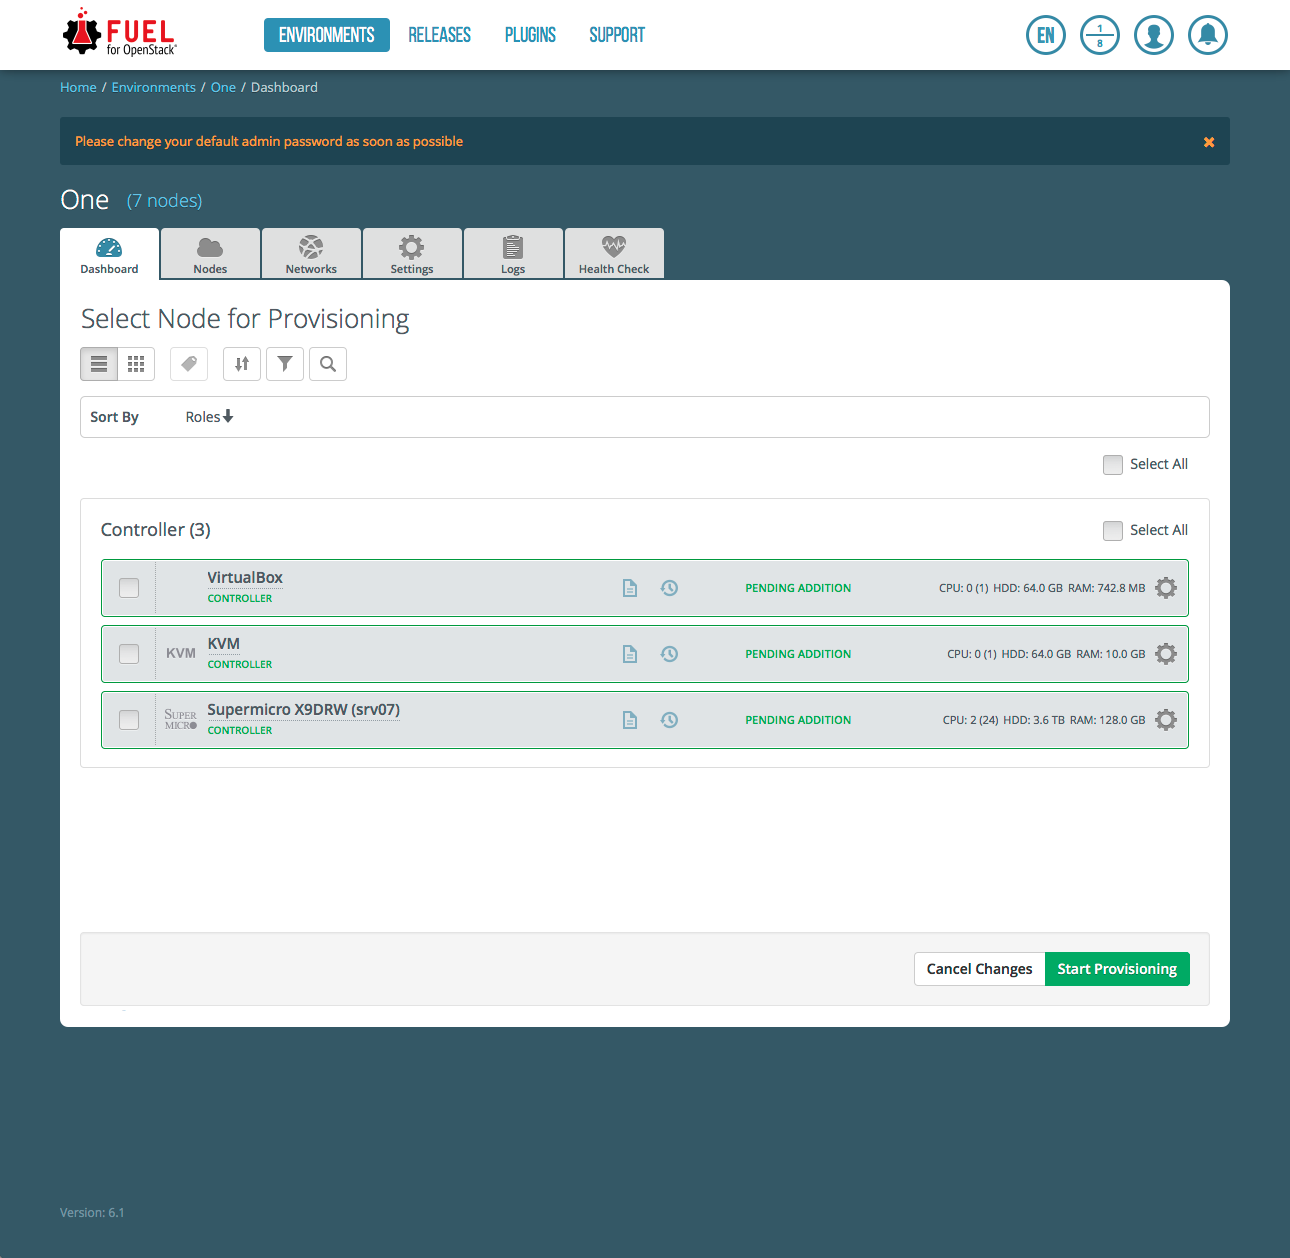 FUEL
for OpenStack
ENVIRONMENTS RELEASES PLUGINS SUPPORT
EN
1
8
Home / Environments / One / Dashboard
Please change your default admin password as soon as possible
One (7 nodes)
Dashboard Nodes Networks Settings Logs Health Check
Select Node for Provisioning
Sort By Roles
Select All
Controller (3) Select All
VirtualBox
CONTROLLER
PENDING ADDITION
CPU: 0 (1) HDD: 64.0 GB RAM: 742.8 MB
KVM
KVM
CONTROLLER
PENDING ADDITION
CPU: 0 (1) HDD: 64.0 GB RAM: 10.0 GB
SUPER
MICRO
Supermicro X9DRW (srv07)
CONTROLLER
PENDING ADDITION
CPU: 2 (24) HDD: 3.6 TB RAM: 128.0 GB
Cancel Changes Start Provisioning
Version: 6.1